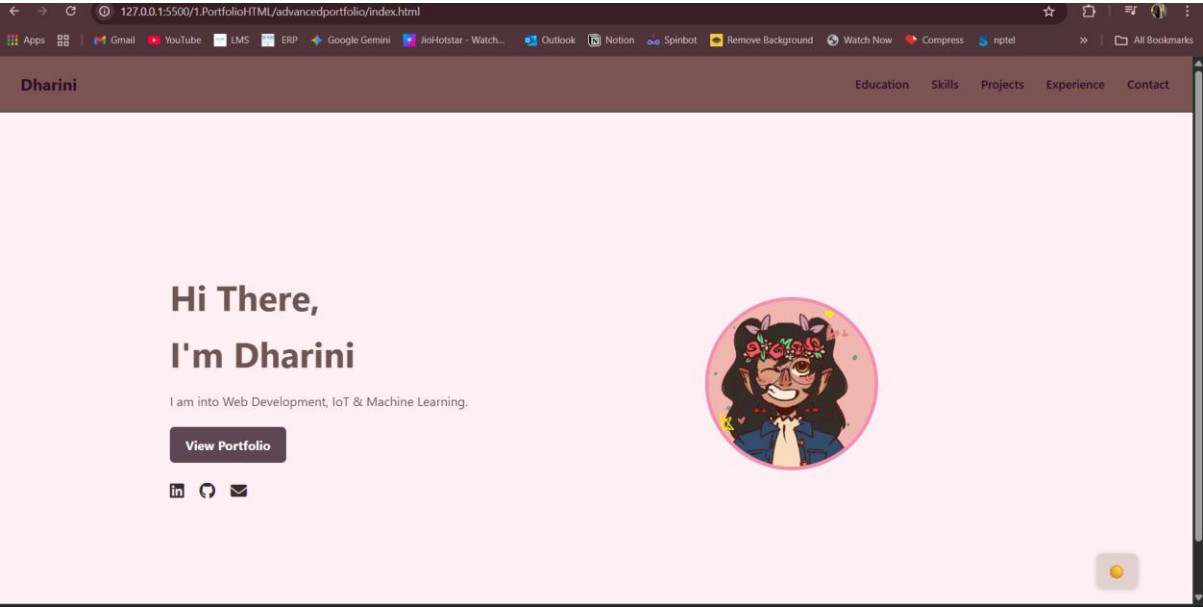 127.0.0.1:5500/1.PortfolioHTML/advancedportfolio/index.html
Apps Gmail YouTube LMS ERP Google Gemini JioHotstar - Watch... Outlook Notion Spinbot Remove Background Watch Now Compress nptel » All Bookmarks
Dharini Education Skills Projects Experience Contact
Hi There,
I'm Dharini
I am into Web Development, IoT & Machine Learning.
View Portfolio